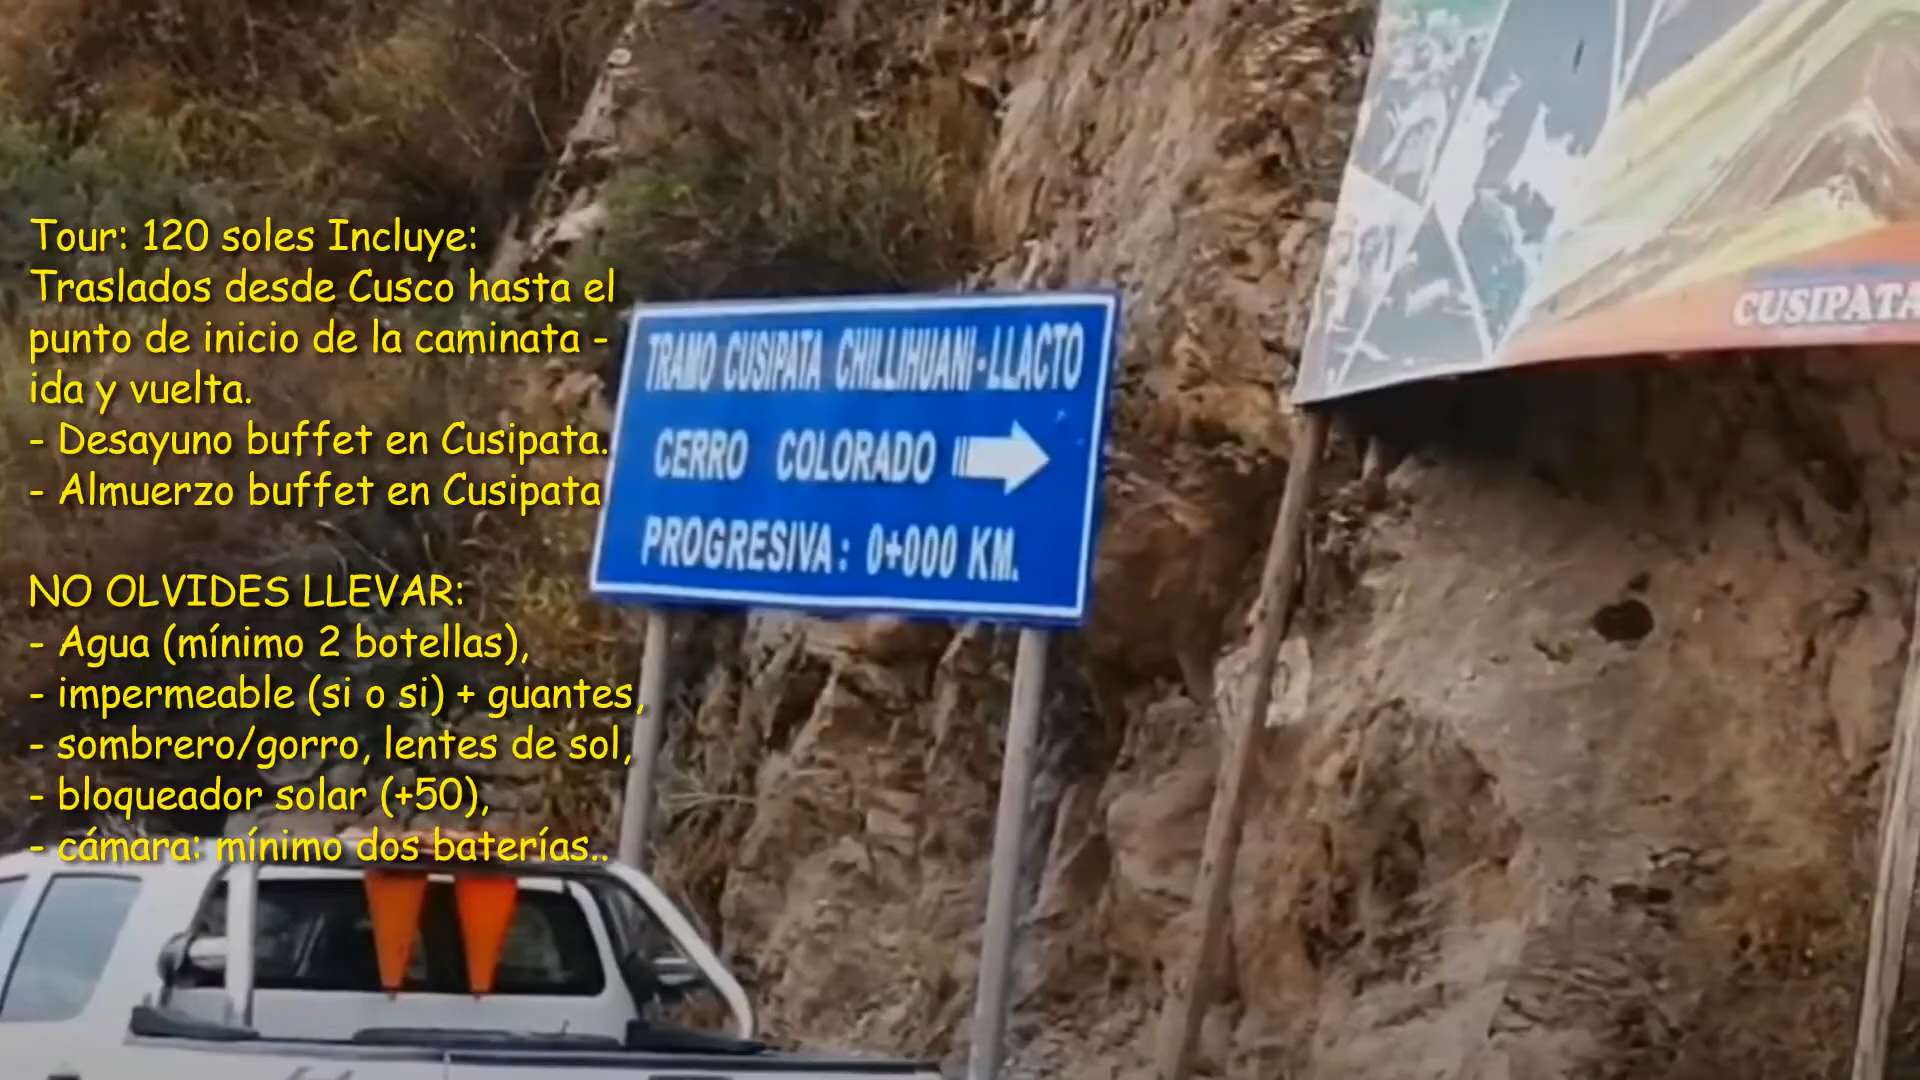 Tour: 120 soles Incluye:
Traslados desde Cusco hasta el
punto de inicio de la caminata -
ida y vuelta.
- Desayuno buffet en Cusipata.
- Almuerzo buffet en Cusipata
NO OLVIDES LLEVAR:
- Agua (mínimo 2 botellas),
- impermeable (si o si) + guantes,
- sombrero/gorro, lentes de sol,
- bloqueador solar (+50),
- cámara: mínimo dos baterías..
TRAMO CUSIPATA CHILLIHUANI-LLACTO
CERRO COLORADO
PROGRESIVA: 0+000 KM.
CUSIPATA